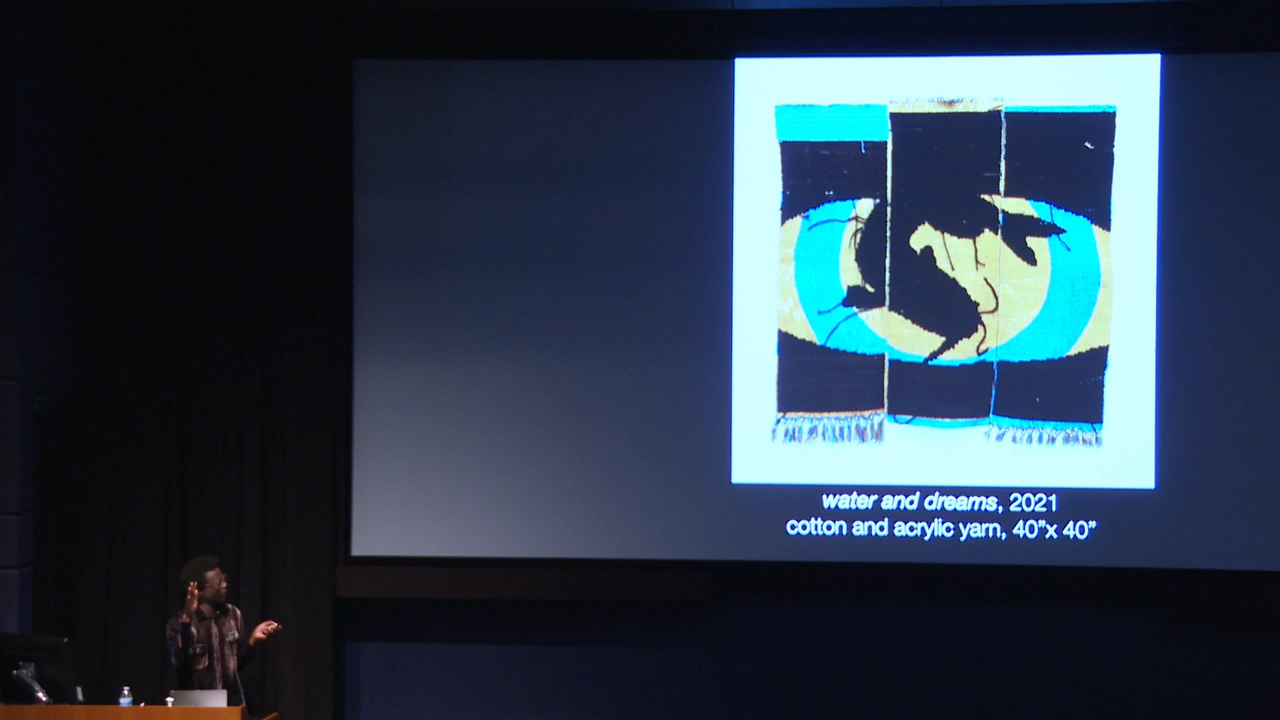 water and dreams, 2021
cotton and acrylic yarn, 40”x 40”